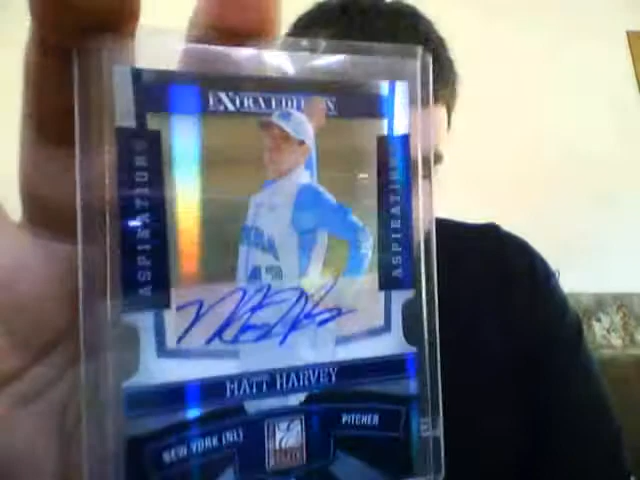 EXTRA EDITION
ASPIRATIONS
ASPIRATIONS
MATT HARVEY
NEW YORK (NL)
PITCHER